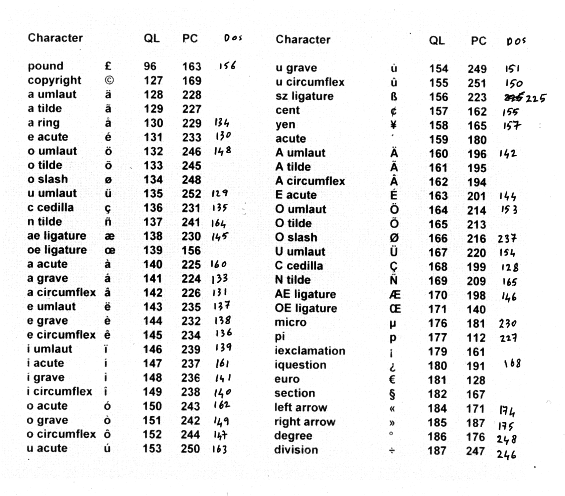 Character QL PC DOS
pound £ 96 163 156
copyright © 127 169
a umlaut ä 128 228
a tilde ã 129 227
a ring å 130 229 134
e acute é 131 233 130
o umlaut ö 132 246 148
o tilde õ 133 245
o slash ø 134 248
u umlaut ü 135 252 129
c cedilla ç 136 231 135
n tilde ñ 137 241 164
ae ligature æ 138 230 145
oe ligature œ 139 156
a acute à 140 225 160
a grave á 141 224 133
a circumflex â 142 226 131
e umlaut ë 143 235 137
e grave è 144 232 138
e circumflex ê 145 234 136
i umlaut ï 146 239 139
i acute í 147 237 161
i grave ì 148 236 141
i circumflex î 149 238 140
o acute ó 150 243 162
o grave ò 151 242 149
o circumflex ô 152 244 147
u acute ú 153 250 163
Character QL PC DOS
u grave ù 154 249 151
u circumflex û 155 251 150
sz ligature ß 156 223 225
cent ¢ 157 162 155
yen ¥ 158 165 157
acute ´ 159 180
A umlaut Ä 160 196 142
A tilde Ã 161 195
A circumflex Â 162 194
E acute É 163 201 144
O umlaut Ö 164 214 153
O tilde Õ 165 213
O slash Ø 166 216 237
U umlaut Ü 167 220 154
C cedilla Ç 168 199 128
N tilde Ñ 169 209 165
AE ligature Æ 170 198 146
OE ligature Œ 171 140
micro µ 176 181 230
pi p 177 112 227
iexclamation ¡ 179 161
iquestion ¿ 180 191 168
euro € 181 128
section § 182 167
left arrow « 184 171 174
right arrow » 185 187 175
degree ° 186 176 248
division ÷ 187 247 246